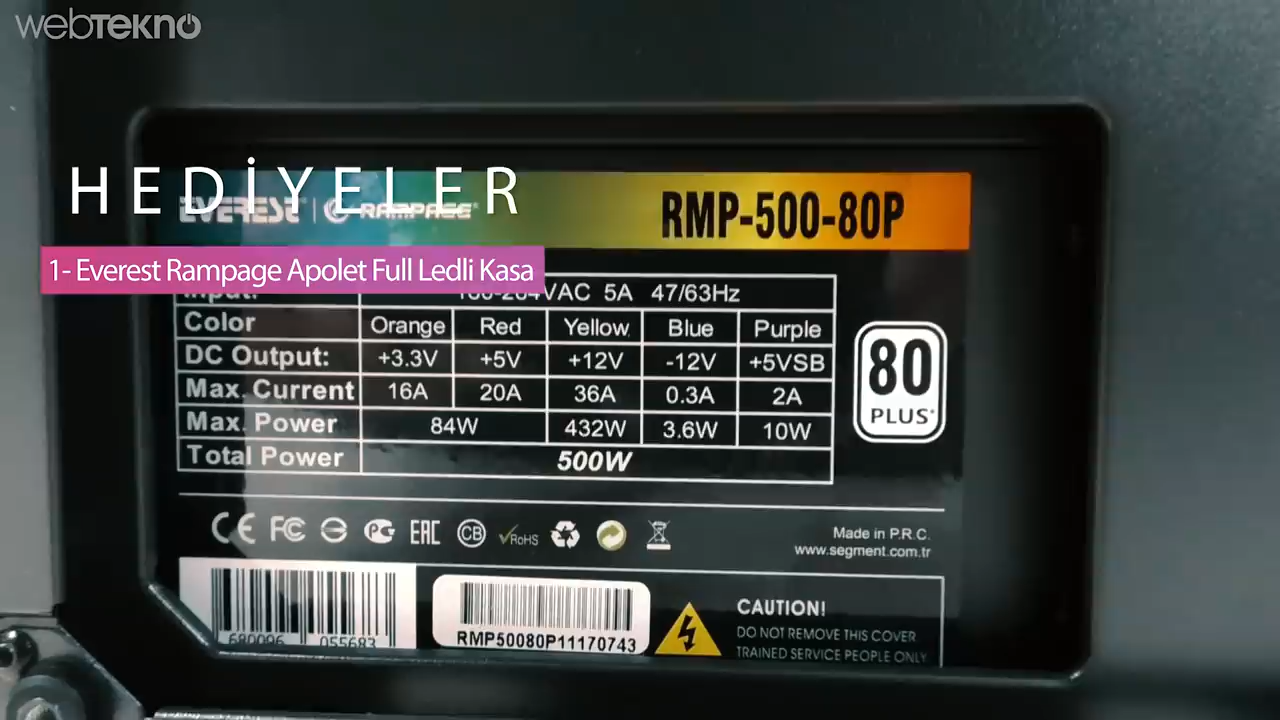 webTEKNO
HEDİYELER
EVEREST RAMPAGE
RMP-500-80P
1- Everest Rampage Apolet Full Ledli Kasa
Input: 180-264VAC 5A 47/63Hz
Color Orange Red Yellow Blue Purple
DC Output: +3.3V +5V +12V -12V +5VSB
Max. Current 16A 20A 36A 0.3A 2A
Max. Power 84W 432W 3.6W 10W
Total Power 500W
80
PLUS
CE FC PG EAC CB RoHS
Made in P.R.C.
www.segment.com.tr
680096 055683
RMP50080P11170743
CAUTION!
DO NOT REMOVE THIS COVER
TRAINED SERVICE PEOPLE ONLY